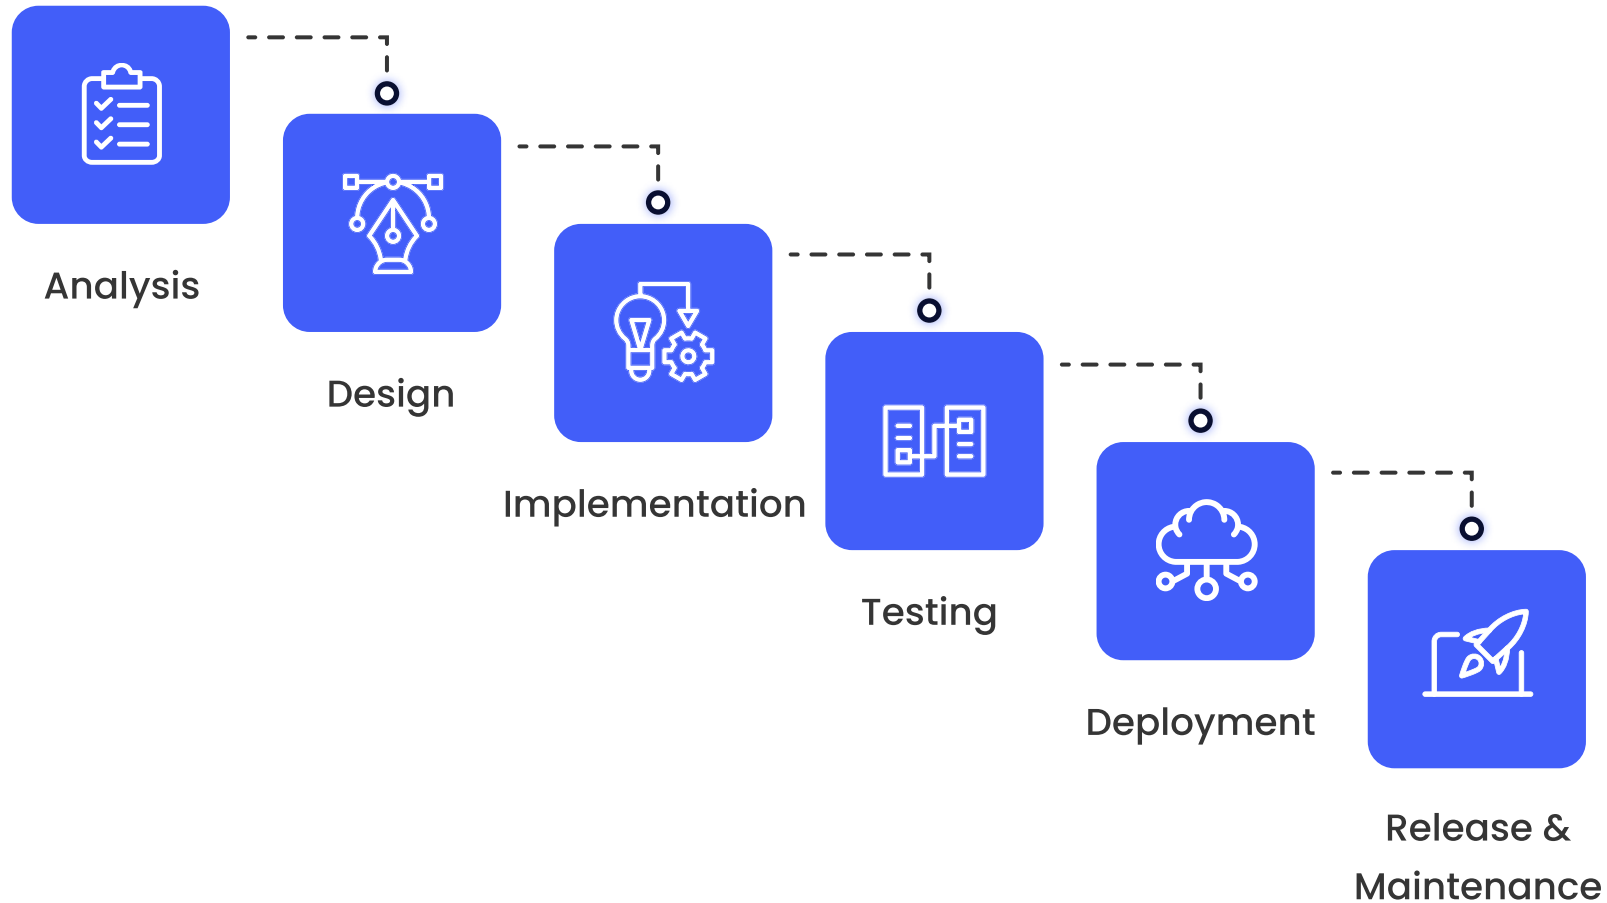 Analysis
Design
Implementation
Testing
Deployment
Release &
Maintenance